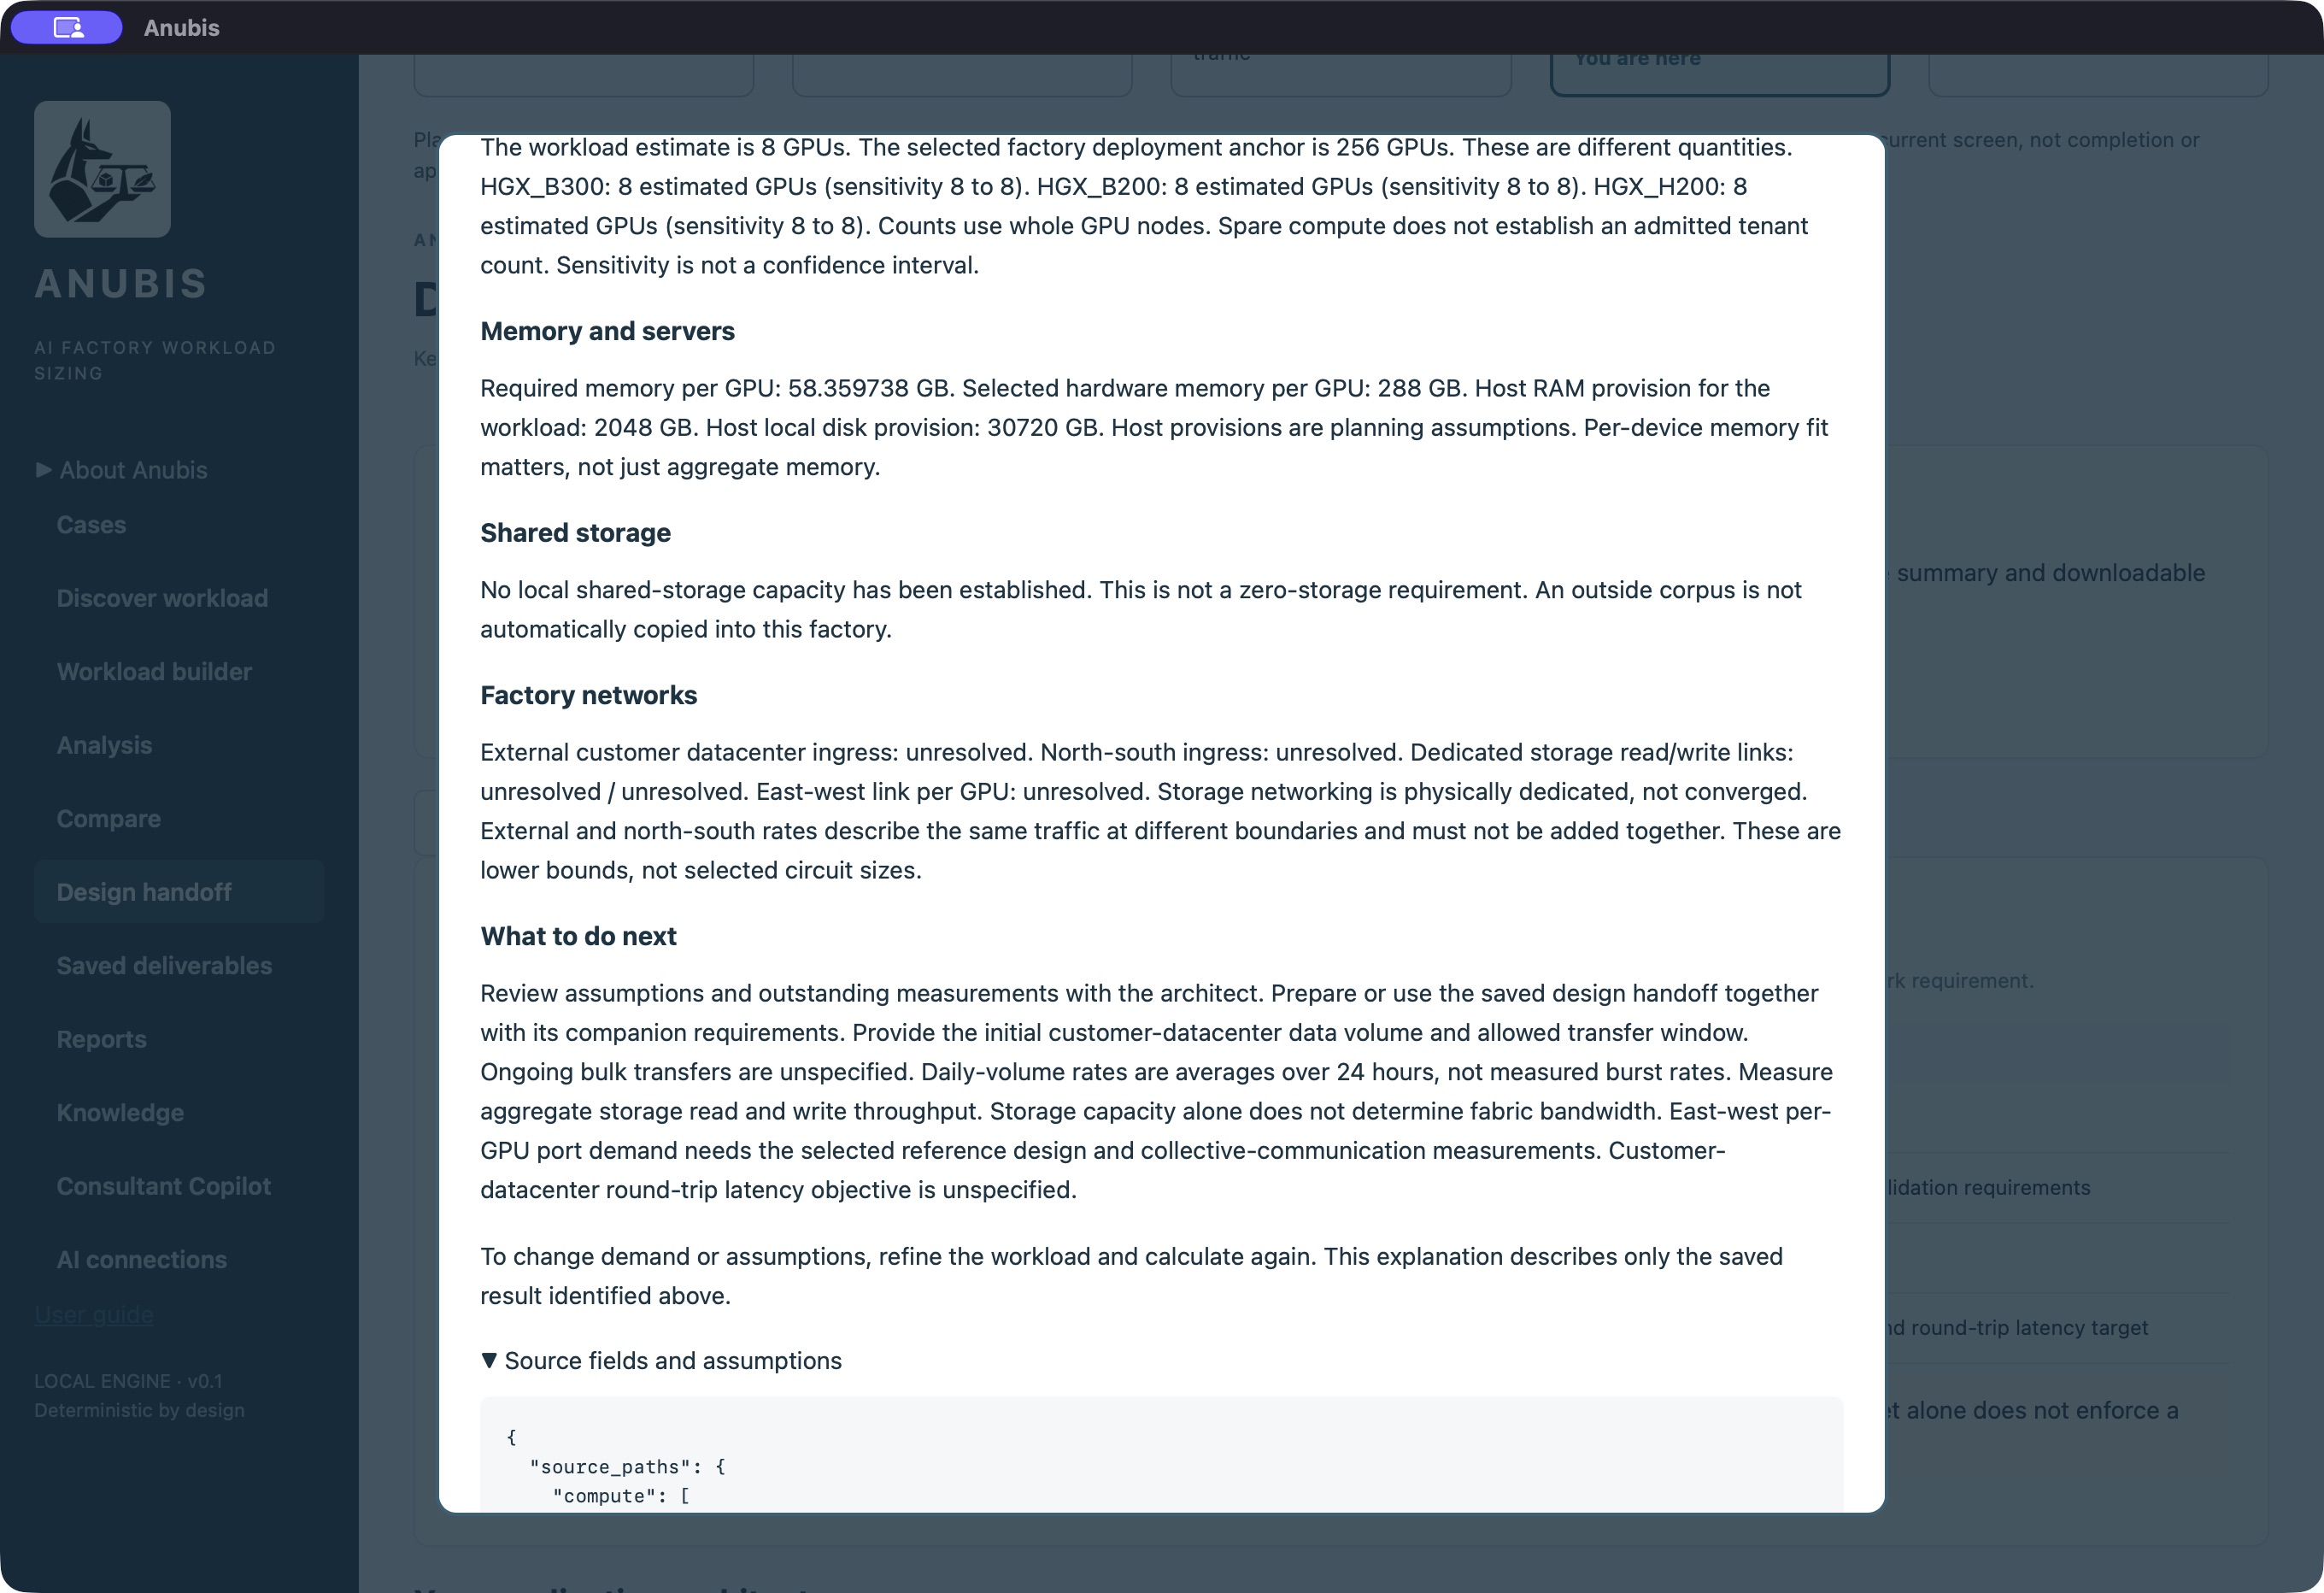 Anubis
traffic
You are here
ANUBIS
AI FACTORY WORKLOAD
SIZING
► About Anubis
Cases
Discover workload
Workload builder
Analysis
Compare
Design handoff
Saved deliverables
Reports
Knowledge
Consultant Copilot
AI connections
User guide
LOCAL ENGINE · v0.1
Deterministic by design
current screen, not completion or
The workload estimate is 8 GPUs. The selected factory deployment anchor is 256 GPUs. These are different quantities.
HGX_B300: 8 estimated GPUs (sensitivity 8 to 8). HGX_B200: 8 estimated GPUs (sensitivity 8 to 8). HGX_H200: 8
estimated GPUs (sensitivity 8 to 8). Counts use whole GPU nodes. Spare compute does not establish an admitted tenant
count. Sensitivity is not a confidence interval.
Memory and servers
Required memory per GPU: 58.359738 GB. Selected hardware memory per GPU: 288 GB. Host RAM provision for the
workload: 2048 GB. Host local disk provision: 30720 GB. Host provisions are planning assumptions. Per-device memory fit
matters, not just aggregate memory.
Shared storage
No local shared-storage capacity has been established. This is not a zero-storage requirement. An outside corpus is not
automatically copied into this factory.
Factory networks
External customer datacenter ingress: unresolved. North-south ingress: unresolved. Dedicated storage read/write links:
unresolved / unresolved. East-west link per GPU: unresolved. Storage networking is physically dedicated, not converged.
External and north-south rates describe the same traffic at different boundaries and must not be added together. These are
lower bounds, not selected circuit sizes.
What to do next
Review assumptions and outstanding measurements with the architect. Prepare or use the saved design handoff together
with its companion requirements. Provide the initial customer-datacenter data volume and allowed transfer window.
Ongoing bulk transfers are unspecified. Daily-volume rates are averages over 24 hours, not measured burst rates. Measure
aggregate storage read and write throughput. Storage capacity alone does not determine fabric bandwidth. East-west per-
GPU port demand needs the selected reference design and collective-communication measurements. Customer-
datacenter round-trip latency objective is unspecified.
To change demand or assumptions, refine the workload and calculate again. This explanation describes only the saved
result identified above.
▼ Source fields and assumptions
{
"source_paths": {
"compute": [
summary and downloadable
requirement.
requirements
round-trip latency target
alone does not enforce a